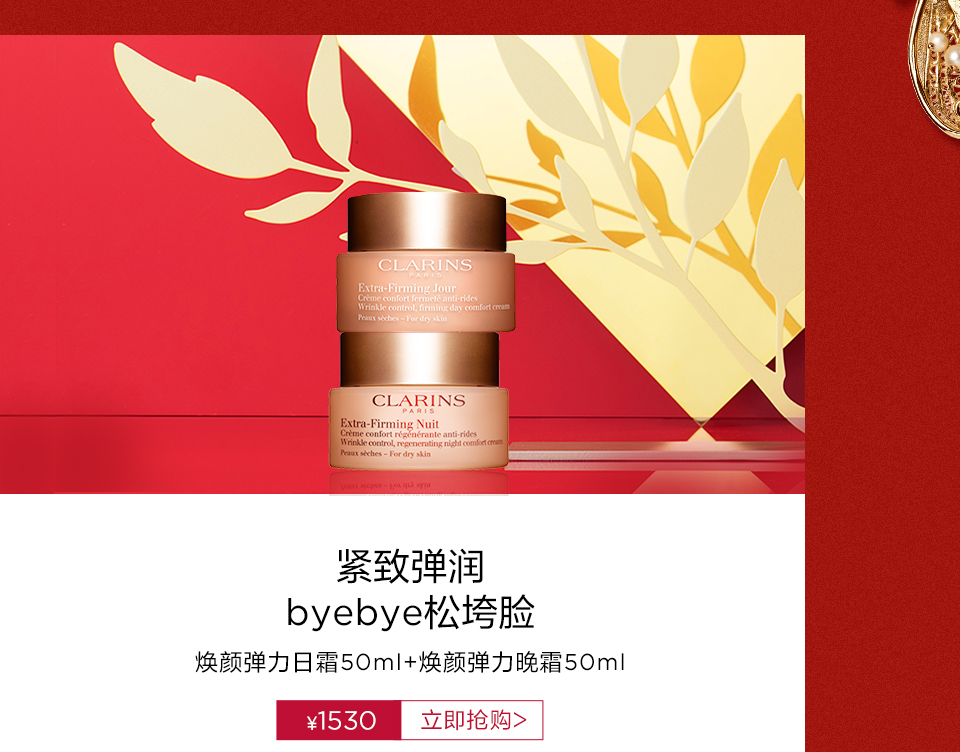 CLARINS
PARIS
Extra-Firming Jour
Crème confort fermeté anti-rides
Wrinkle control, firming day comfort cream
Peaux sèches - For dry skin
CLARINS
PARIS
Extra-Firming Nuit
Crème confort régénérante anti-rides
Wrinkle control, regenerating night comfort cream
Peaux sèches - For dry skin
紧致弹润
byebye松垮脸
焕颜弹力日霜50ml+焕颜弹力晚霜50ml
¥1530 立即抢购>